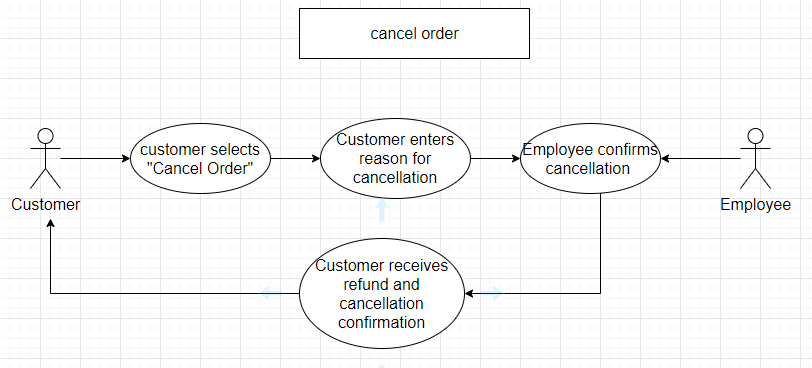 cancel order
customer selects
"Cancel Order"
Customer enters
reason for
cancellation
Employee confirms
cancellation
Customer
Employee
Customer receives
refund and
cancellation
confirmation